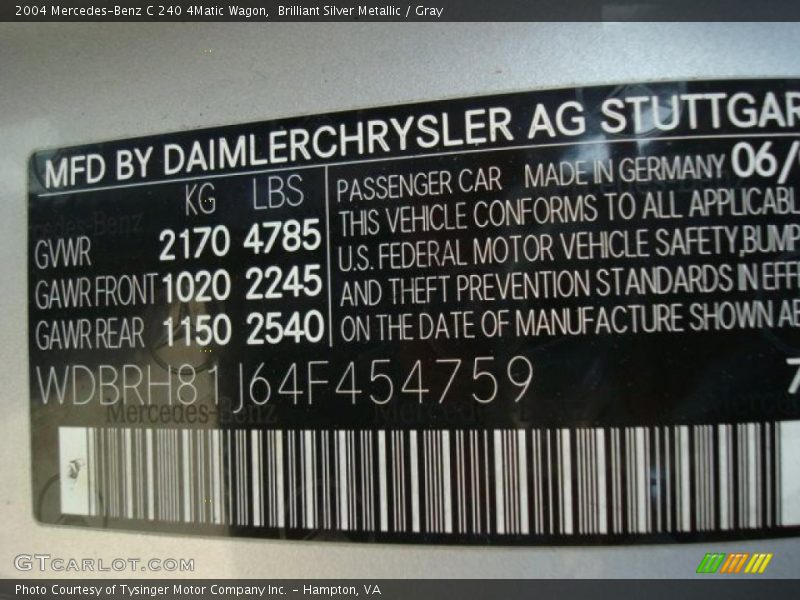 2004 Mercedes-Benz C 240 4Matic Wagon,  Brilliant Silver Metallic / Gray
MFD BY DAIMLERCHRYSLER AG STUTTGAR
KG LBS
GVWR 2170 4785
GAWR FRONT 1020 2245
GAWR REAR 1150 2540
PASSENGER CAR MADE IN GERMANY 06/
THIS VEHICLE CONFORMS TO ALL APPLICABL
U.S. FEDERAL MOTOR VEHICLE SAFETY, BUMP
AND THEFT PREVENTION STANDARDS IN EFF
ON THE DATE OF MANUFACTURE SHOWN AB
WDBRH81J64F454759 7
Mercedes-Benz
GTCARLOT.COM
Photo Courtesy of Tysinger Motor Company Inc. - Hampton, VA